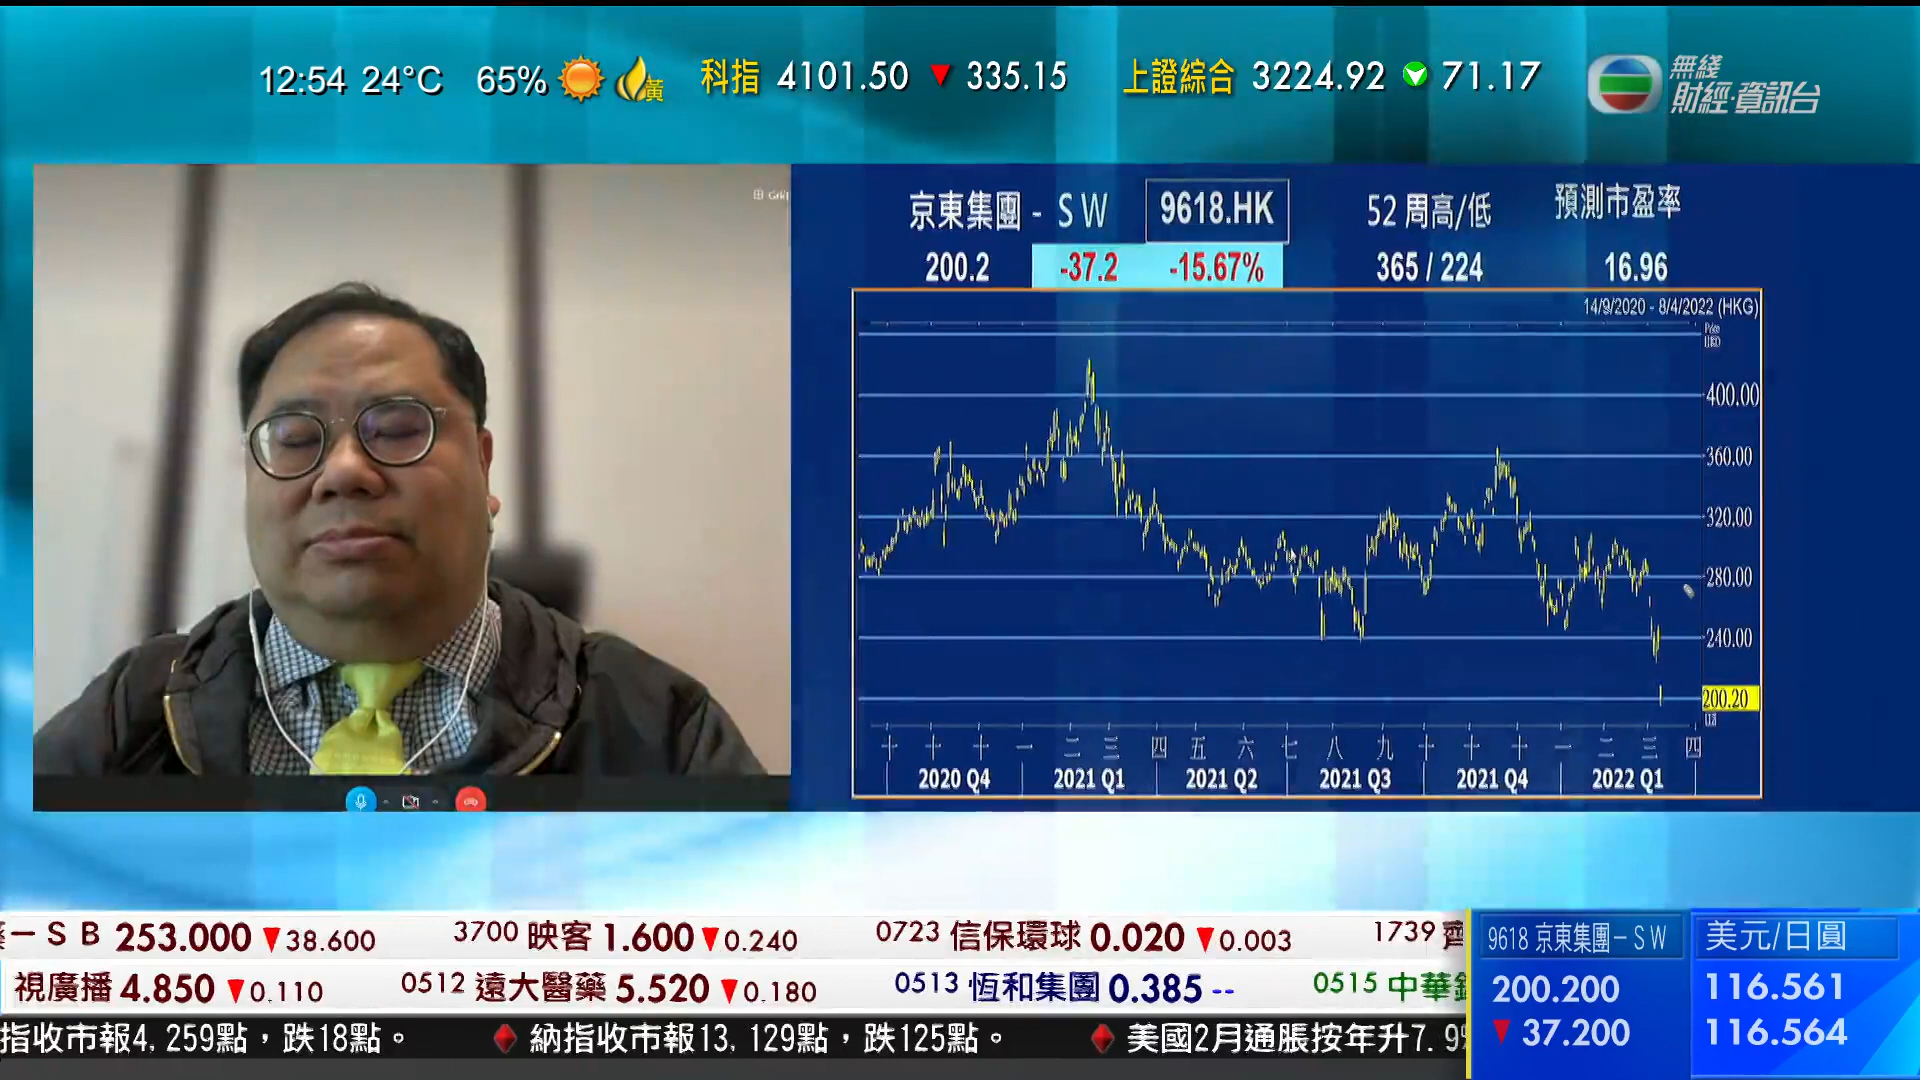 12:54 24°C 65% 黃 科指 4101.50 ▼ 335.15 上證綜合 3224.92 71.17
無綫
財經·資訊台
京東集團 - S W 9618.HK 52 周高/低 預測市盈率
200.2 -37.2 -15.67% 365 / 224 16.96
14/9/2020 - 8/4/2022 (HKG)
Price
400.00
360.00
320.00
280.00
240.00
200.20
十 十 十 一 二 三 四 五 六 七 八 九 十 十 十 一 二 三 四
2020 Q4 2021 Q1 2021 Q2 2021 Q3 2021 Q4 2022 Q1
－ＳＢ 253.000 ▼38.600 3700 映客 1.600 ▼0.240 0723 信保環球 0.020 ▼0.003 1739 齊
視廣播 4.850 ▼0.110 0512 遠大醫藥 5.520 ▼0.180 0513 恆和集團 0.385 -- 0515 中華
指收市報4,259點，跌18點。 納指收市報13,129點，跌125點。 美國2月通脹按年升7.9
9618 京東集團－ＳＷ
200.200
▼ 37.200
美元/日圓
116.561
116.564